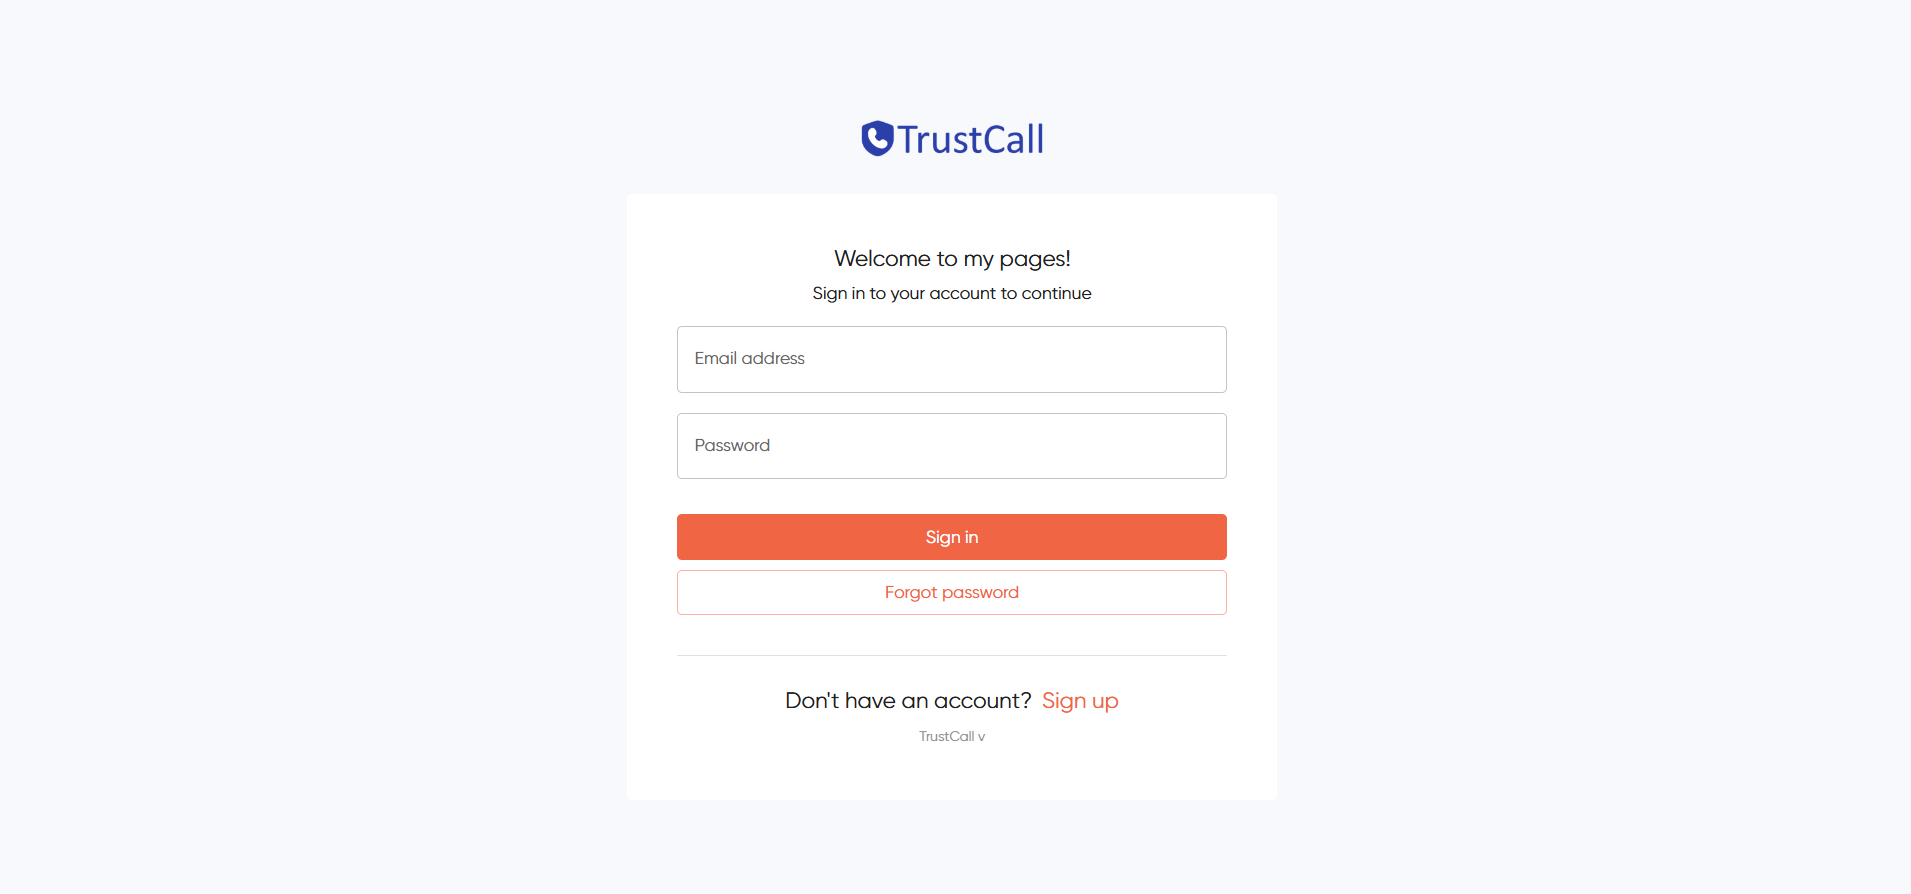 TrustCall
Welcome to my pages!
Sign in to your account to continue
Email address
Password
Sign in
Forgot password
Don't have an account? Sign up
TrustCall v